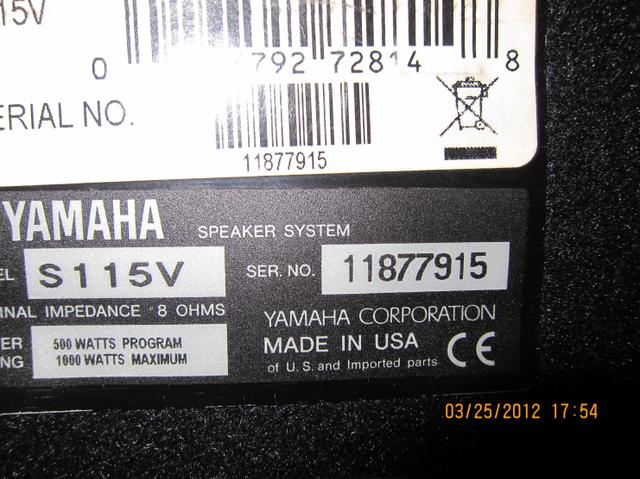 15V
0 792 72814 8
ERIAL NO.
11877915
YAMAHA SPEAKER SYSTEM
EL S115V SER. NO. 11877915
INAL IMPEDANCE 8 OHMS
YAMAHA CORPORATION
ER 500 WATTS PROGRAM
NG 1000 WATTS MAXIMUM
MADE IN USA
of U.S. and Imported parts
CE
03/25/2012 17:54